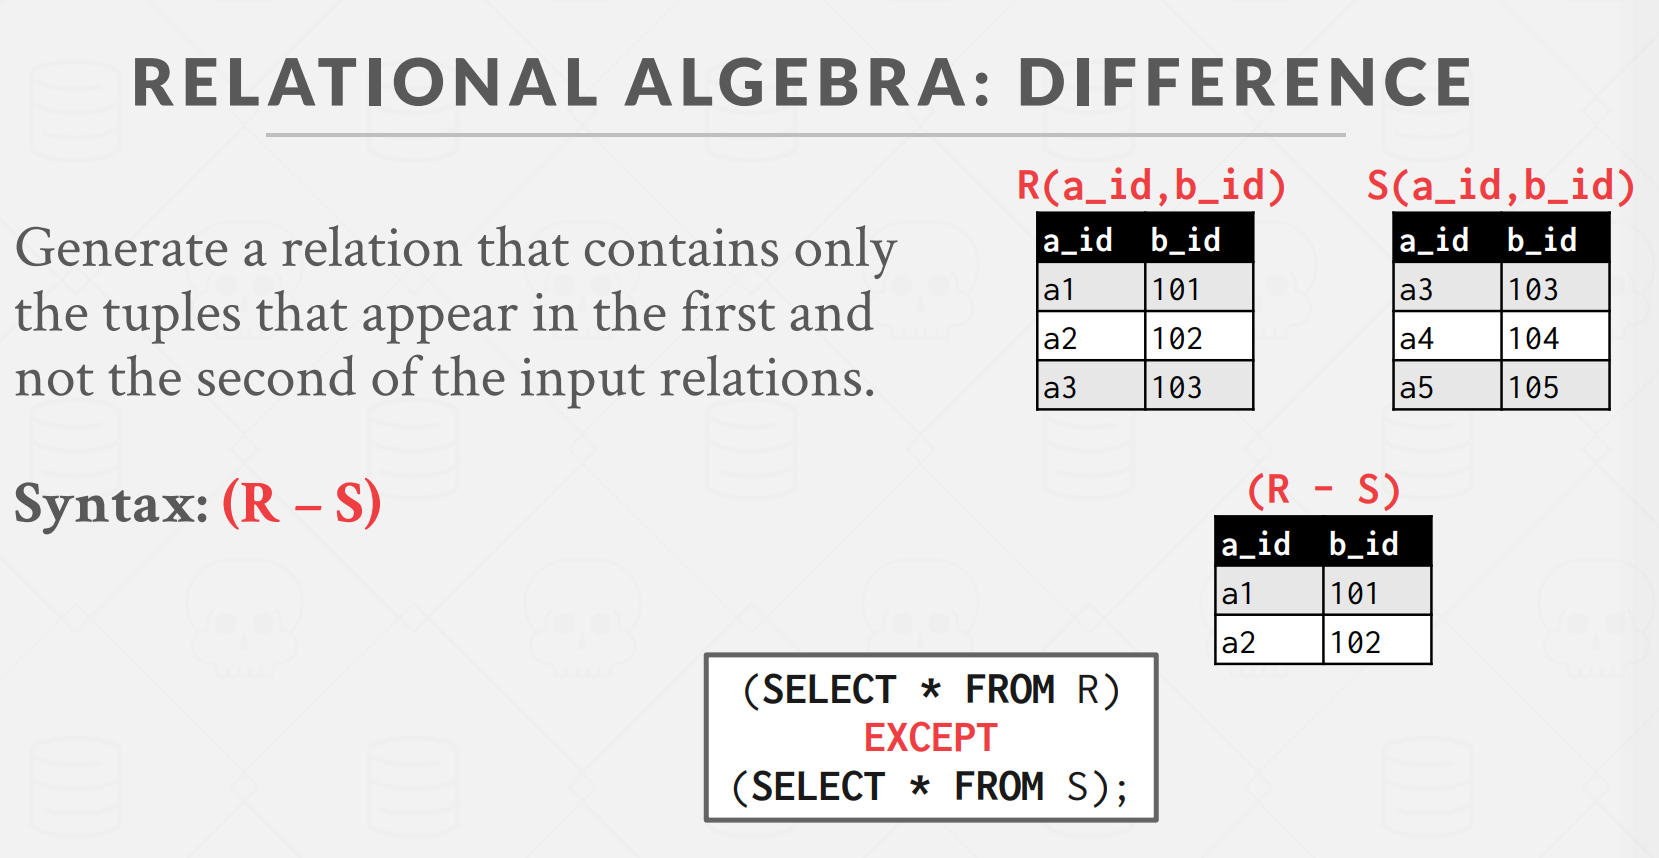 RELATIONAL ALGEBRA: DIFFERENCE
Generate a relation that contains only
the tuples that appear in the first and
not the second of the input relations.
Syntax: (R – S)
R(a_id,b_id)
a_id b_id
a1 101
a2 102
a3 103
S(a_id,b_id)
a_id b_id
a3 103
a4 104
a5 105
(R - S)
a_id b_id
a1 101
a2 102
(SELECT * FROM R)
EXCEPT
(SELECT * FROM S);